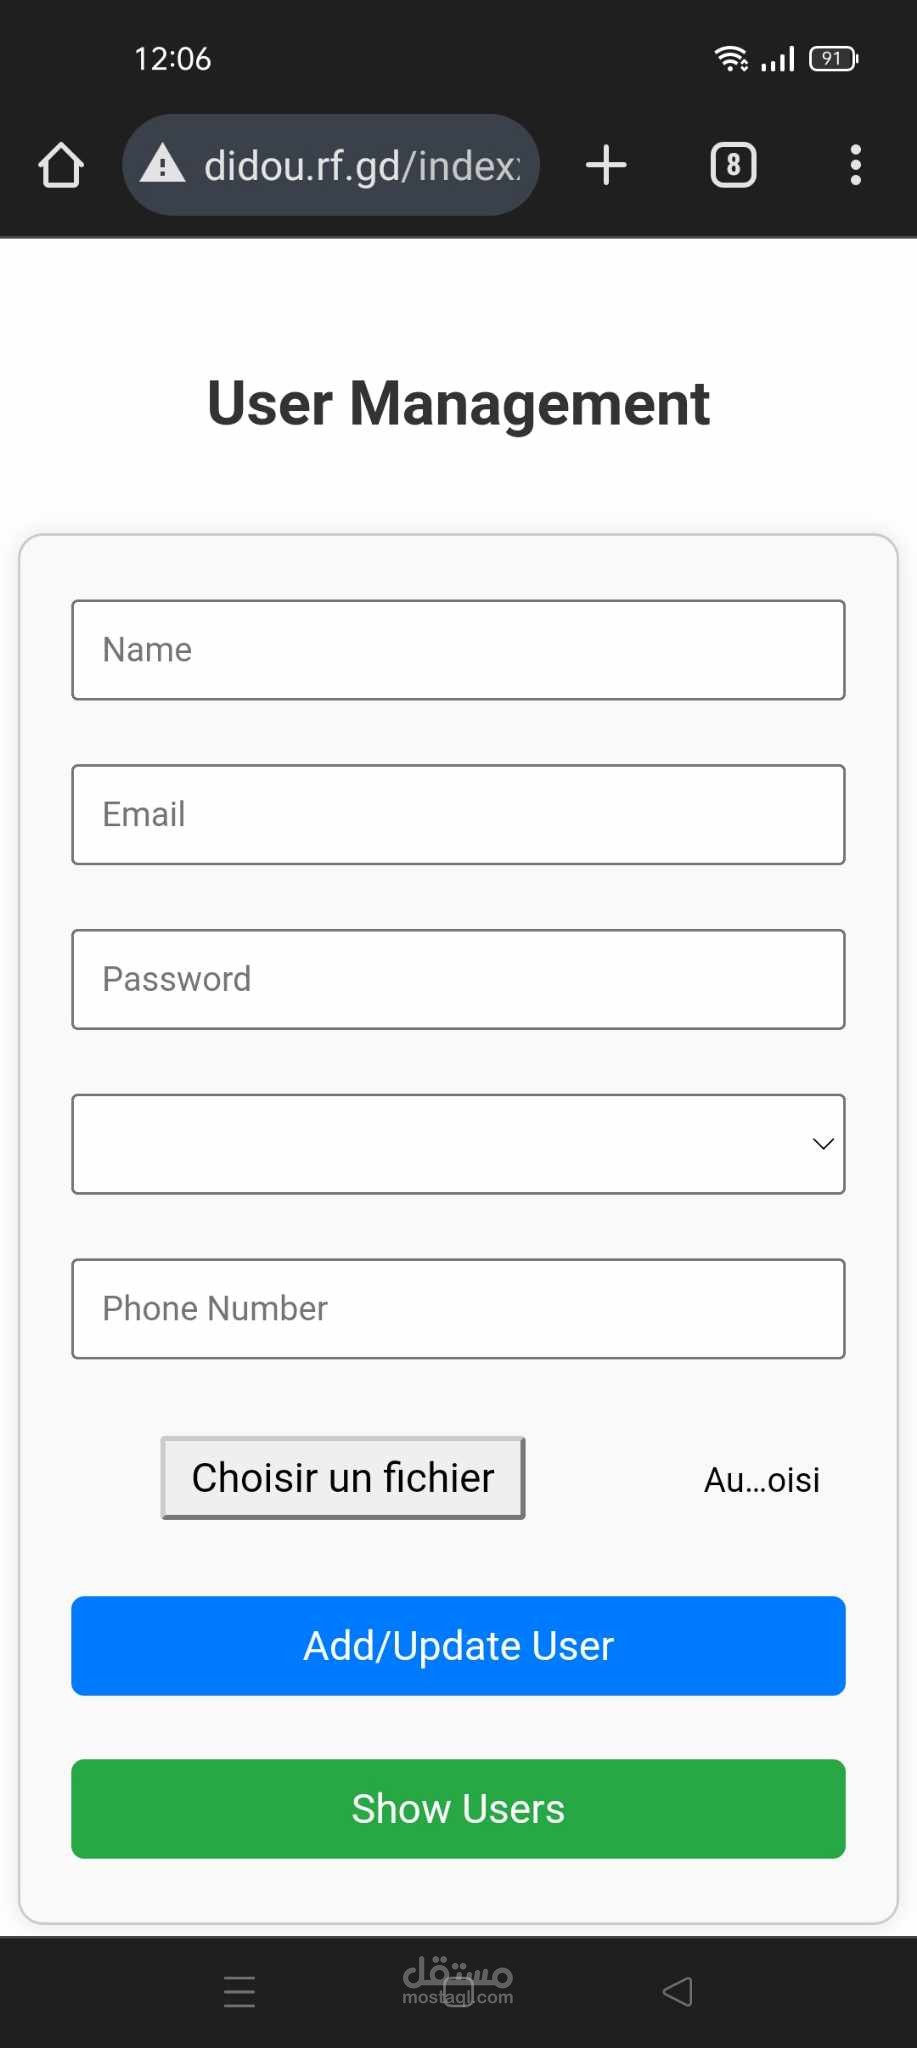 12:06
91
didou.rf.gd/index
8
User Management
Name
Email
Password
Phone Number
Choisir un fichier
Au...oisi
Add/Update User
Show Users
مستقل
mostaql.com